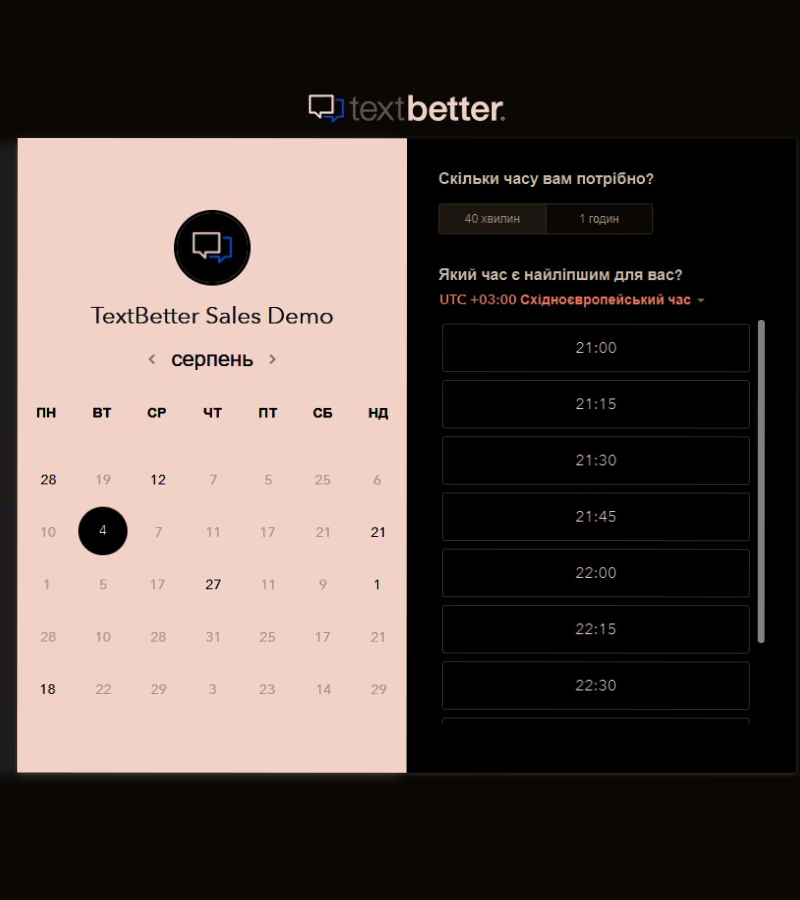 textbetter.
TextBetter Sales Demo
серпень
ПН ВТ СР ЧТ ПТ СБ НД
28 19 12 7 5 25 6
10 4 7 11 17 21 21
1 5 17 27 11 9 1
28 10 28 31 25 17 21
18 22 29 3 23 14 29
Скільки часу вам потрібно?
40 хвилин 1 годин
Який час є найліпшим для вас?
UTC +03:00 Східноєвропейський час
21:00
21:15
21:30
21:45
22:00
22:15
22:30